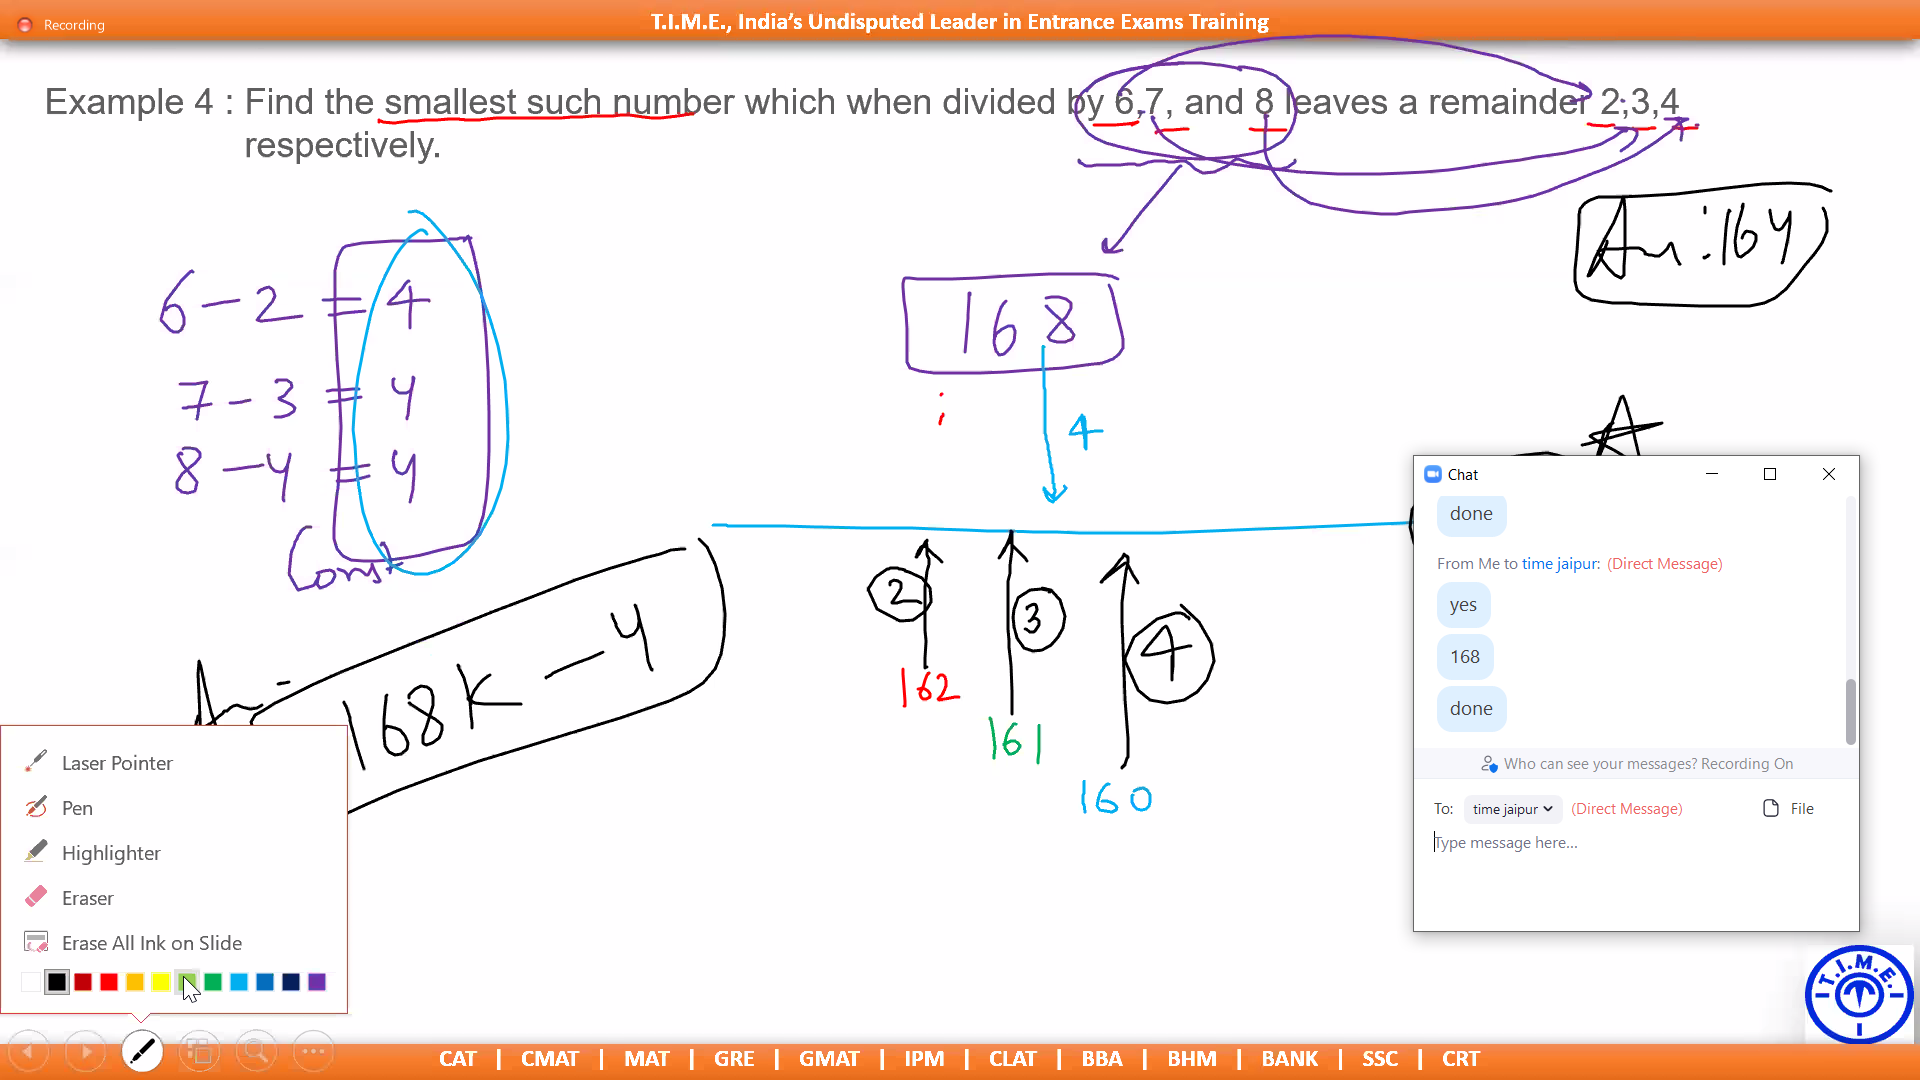 Recording
T.I.M.E., India's Undisputed Leader in Entrance Exams Training
Example 4 : Find the smallest such number which when divided by 6,7, and 8 leaves a remainder 2,3,4
respectively.
Ans : 164
6 - 2 = 4
7 - 3 = 4
8 - 4 = 4
Const
168
4
2
3
4
162
161
160
168K - 4
Chat
done
From Me to time jaipur: (Direct Message)
yes
168
done
Who can see your messages? Recording On
To: time jaipur (Direct Message) File
Type message here...
Laser Pointer
Pen
Highlighter
Eraser
Erase All Ink on Slide
T.I.M.E.
CAT | CMAT | MAT | GRE | GMAT | IPM | CLAT | BBA | BHM | BANK | SSC | CRT